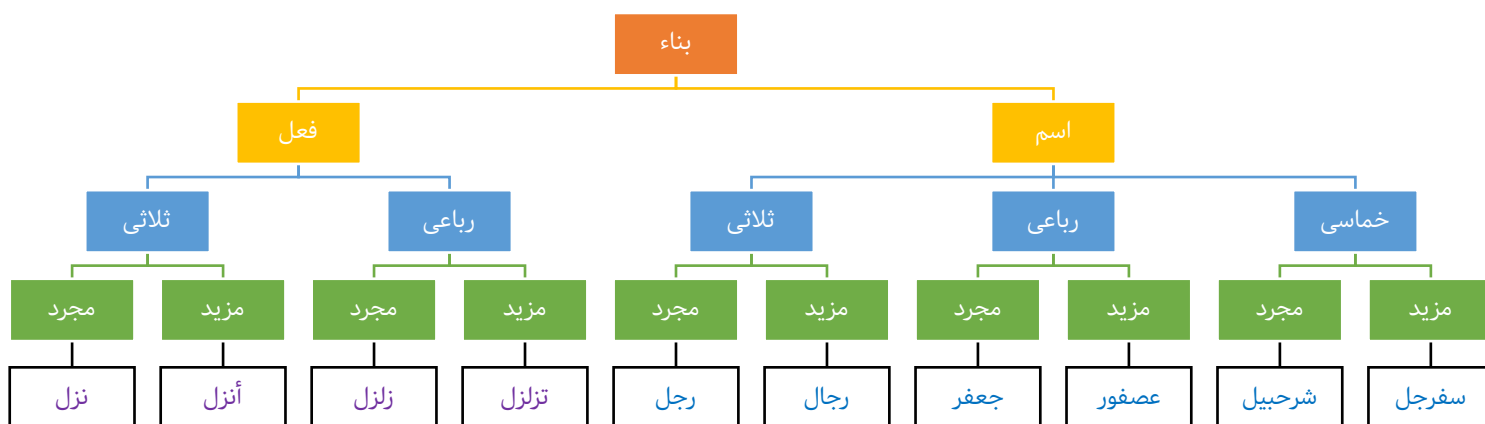 بناء
اسم
فعل
خماسی
رباعی
ثلاثی
رباعی
ثلاثی
مزید
مجرد
مزید
مجرد
مزید
مجرد
مزید
مجرد
مزید
مجرد
سفرجل
شرحبیل
عصفور
جعفر
رجال
رجل
تزلزل
زلزل
أنزل
نزل